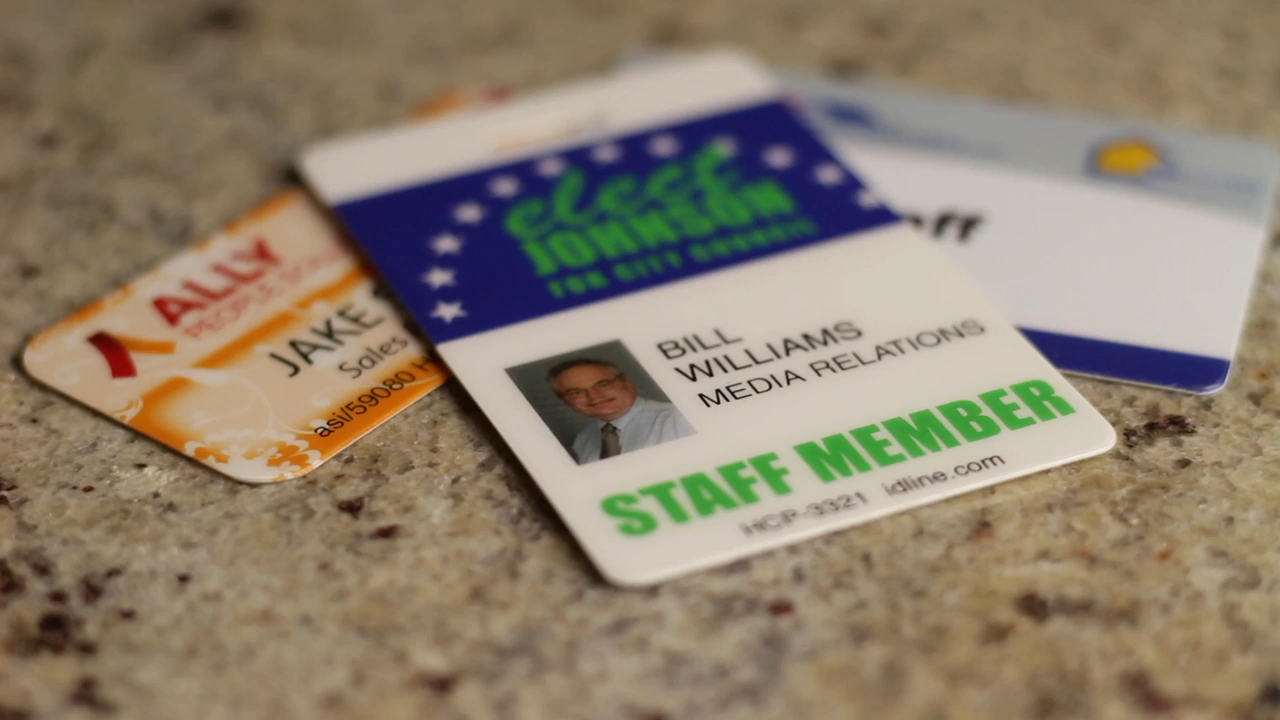 elect
JOHNSON
FOR CITY COUNCIL
BILL
WILLIAMS
MEDIA RELATIONS
STAFF MEMBER
HCP-3321 idline.com
ALLY
PEOPLE
JAKE
Sales
asi/59080